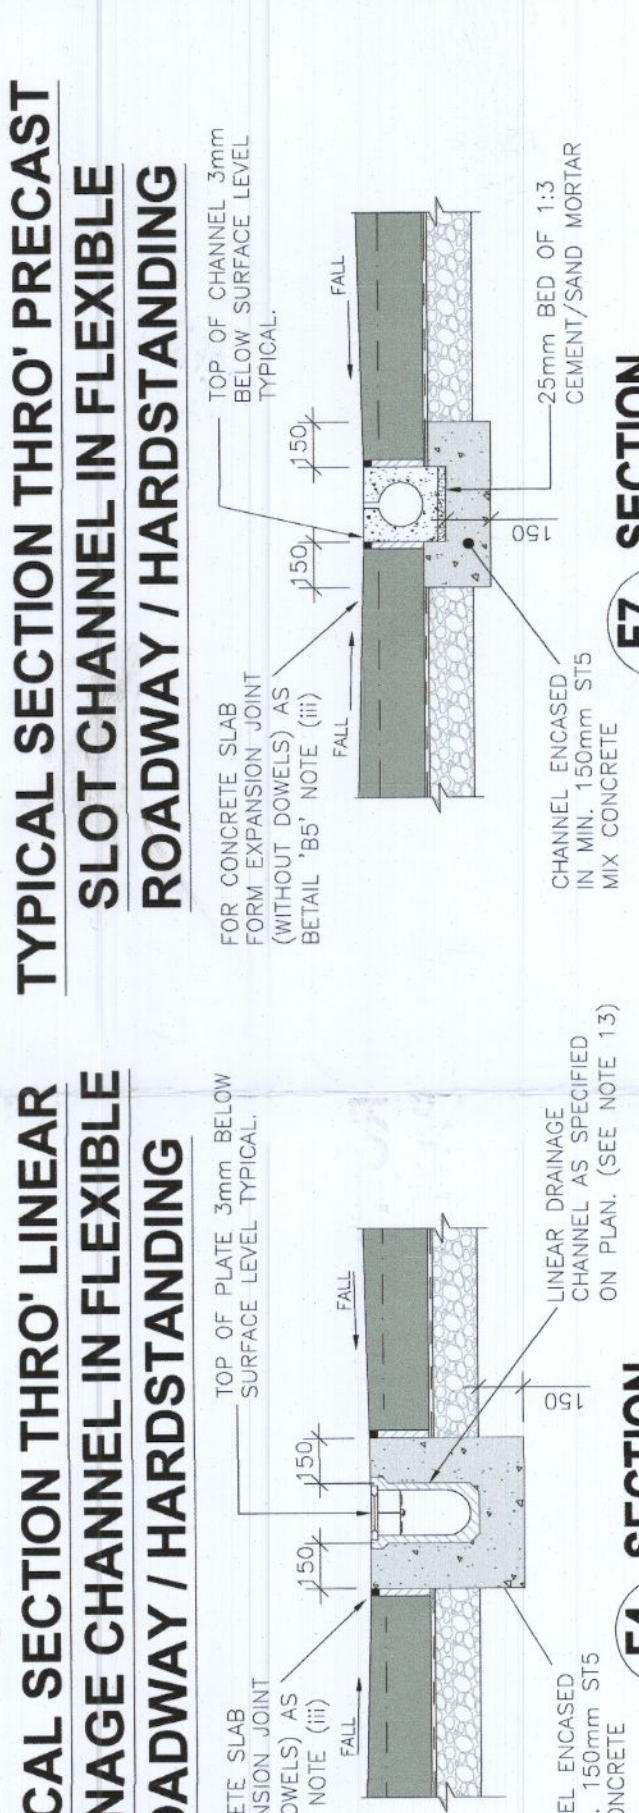 CAL SECTION THRO' LINEAR
NAGE CHANNEL IN FLEXIBLE
OADWAY / HARDSTANDING
TOP OF PLATE 3mm BELOW
SURFACE LEVEL TYPICAL.
ETE SLAB
NSION JOINT
OWELS) AS
NOTE (iii)
FALL
150
150
FALL
150
LINEAR DRAINAGE
CHANNEL AS SPECIFIED
ON PLAN. (SEE NOTE 13)
EL ENCASED
. 150mm ST5
ONCRETE
SECTION
TYPICAL SECTION THRO' PRECAST
SLOT CHANNEL IN FLEXIBLE
ROADWAY / HARDSTANDING
TOP OF CHANNEL 3mm
BELOW SURFACE LEVEL
TYPICAL.
FOR CONCRETE SLAB
FORM EXPANSION JOINT
(WITHOUT DOWELS) AS
BETAIL 'B5' NOTE (iii)
FALL
150
150
FALL
150
25mm BED OF 1:3
CEMENT/SAND MORTAR
CHANNEL ENCASED
IN MIN. 150mm ST5
MIX CONCRETE
SECTION